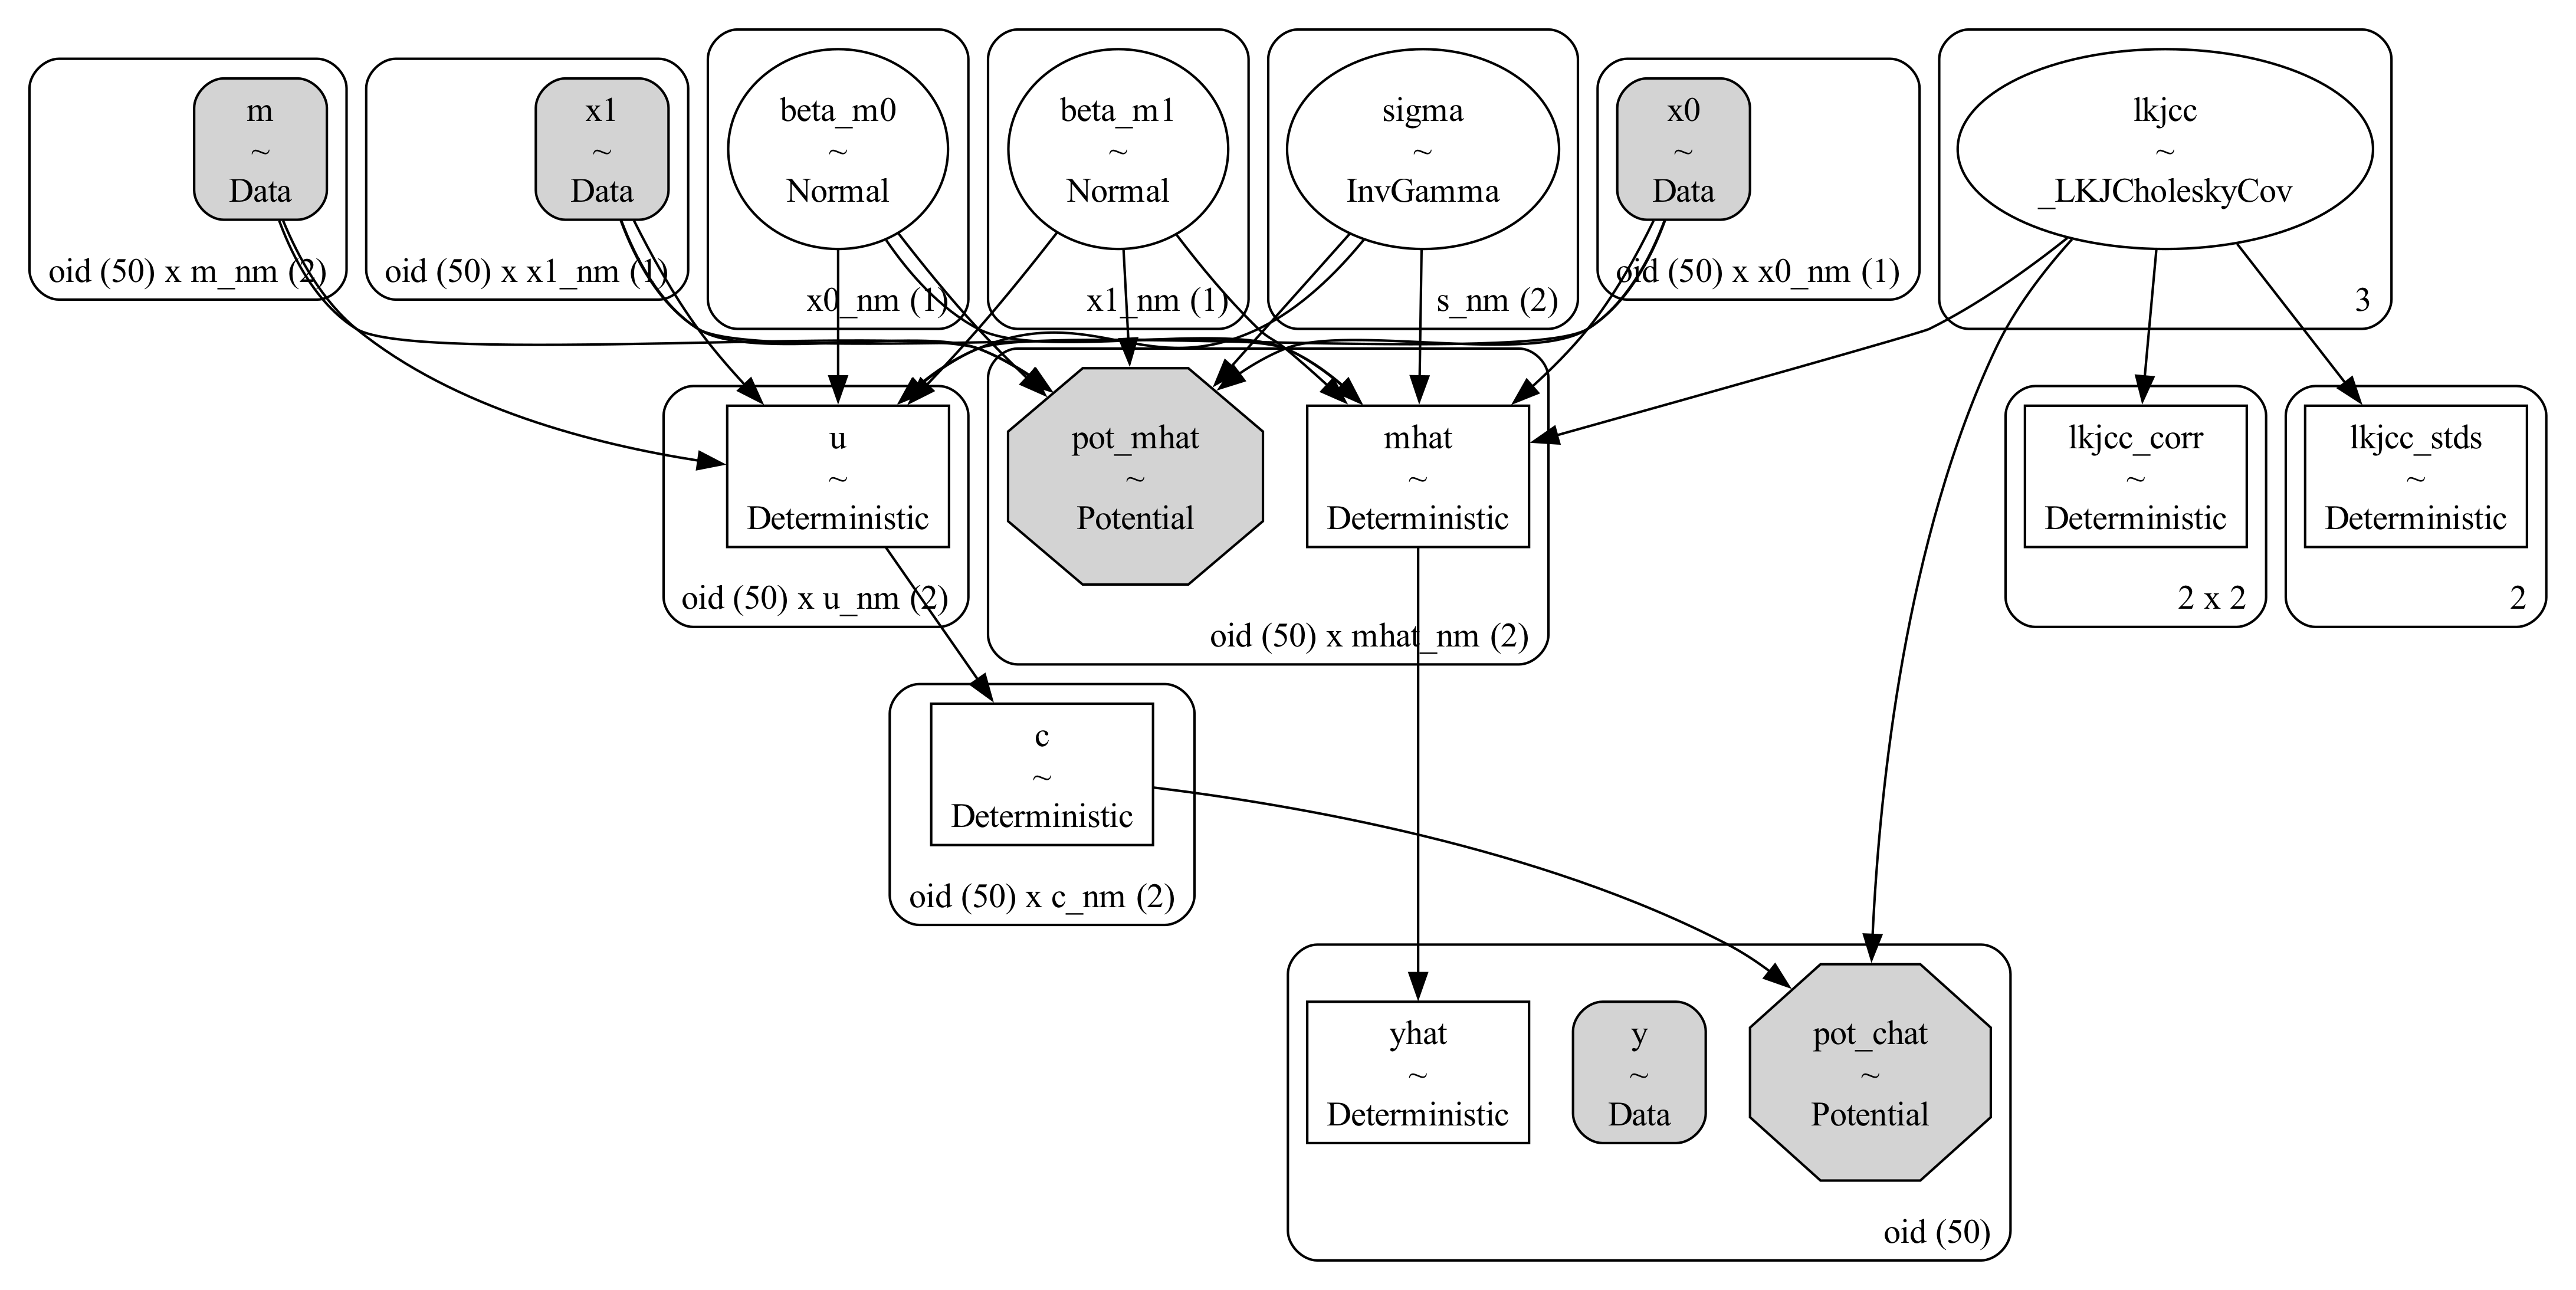 m
~
Data
oid (50) x m_nm (2)
x1
~
Data
oid (50) x x1_nm (1)
beta_m0
~
Normal
x0_nm (1)
beta_m1
~
Normal
x1_nm (1)
sigma
~
InvGamma
s_nm (2)
x0
~
Data
oid (50) x x0_nm (1)
lkjcc
~
_LKJCholeskyCov
3
u
~
Deterministic
oid (50) x u_nm (2)
pot_mhat
~
Potential
mhat
~
Deterministic
oid (50) x mhat_nm (2)
lkjcc_corr
~
Deterministic
2 x 2
lkjcc_stds
~
Deterministic
2
c
~
Deterministic
oid (50) x c_nm (2)
yhat
~
Deterministic
y
~
Data
pot_chat
~
Potential
oid (50)